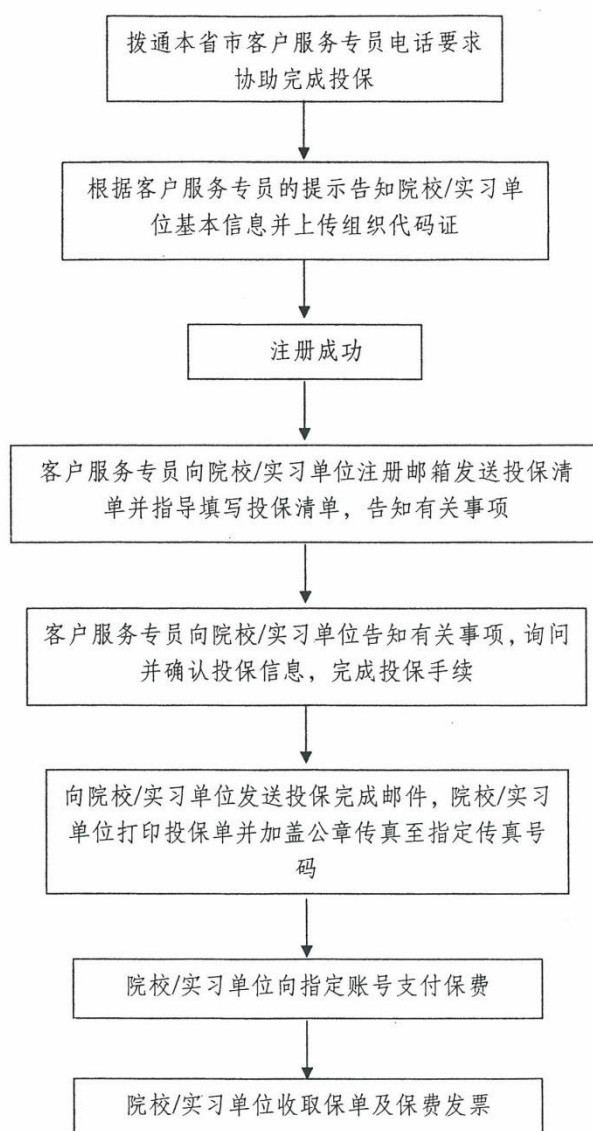 拨通本省市客户服务专员电话要求
协助完成投保
根据客户服务专员的提示告知院校/实习单
位基本信息并上传组织代码证
注册成功
客户服务专员向院校/实习单位注册邮箱发送投保清
单并指导填写投保清单，告知有关事项
客户服务专员向院校/实习单位告知有关事项，询问
并确认投保信息，完成投保手续
向院校/实习单位发送投保完成邮件，院校/实习
单位打印投保单并加盖公章传真至指定传真号
码
院校/实习单位向指定账号支付保费
院校/实习单位收取保单及保费发票